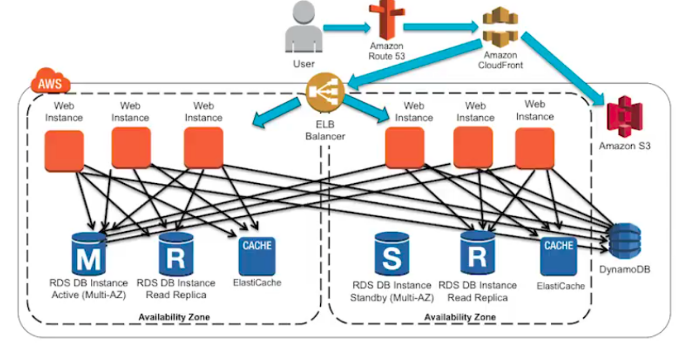 User
Amazon
Route 53
Amazon
CloudFront
AWS
Web
Instance
Web
Instance
Web
Instance
ELB
Balancer
Web
Instance
Web
Instance
Web
Instance
Amazon S3
M
R
CACHE
S
R
CACHE
RDS DB Instance
Active (Multi-AZ)
RDS DB Instance
Read Replica
ElastiCache
RDS DB Instance
Standby (Multi-AZ)
RDS DB Instance
Read Replica
ElastiCache
DynamoDB
Availability Zone
Availability Zone